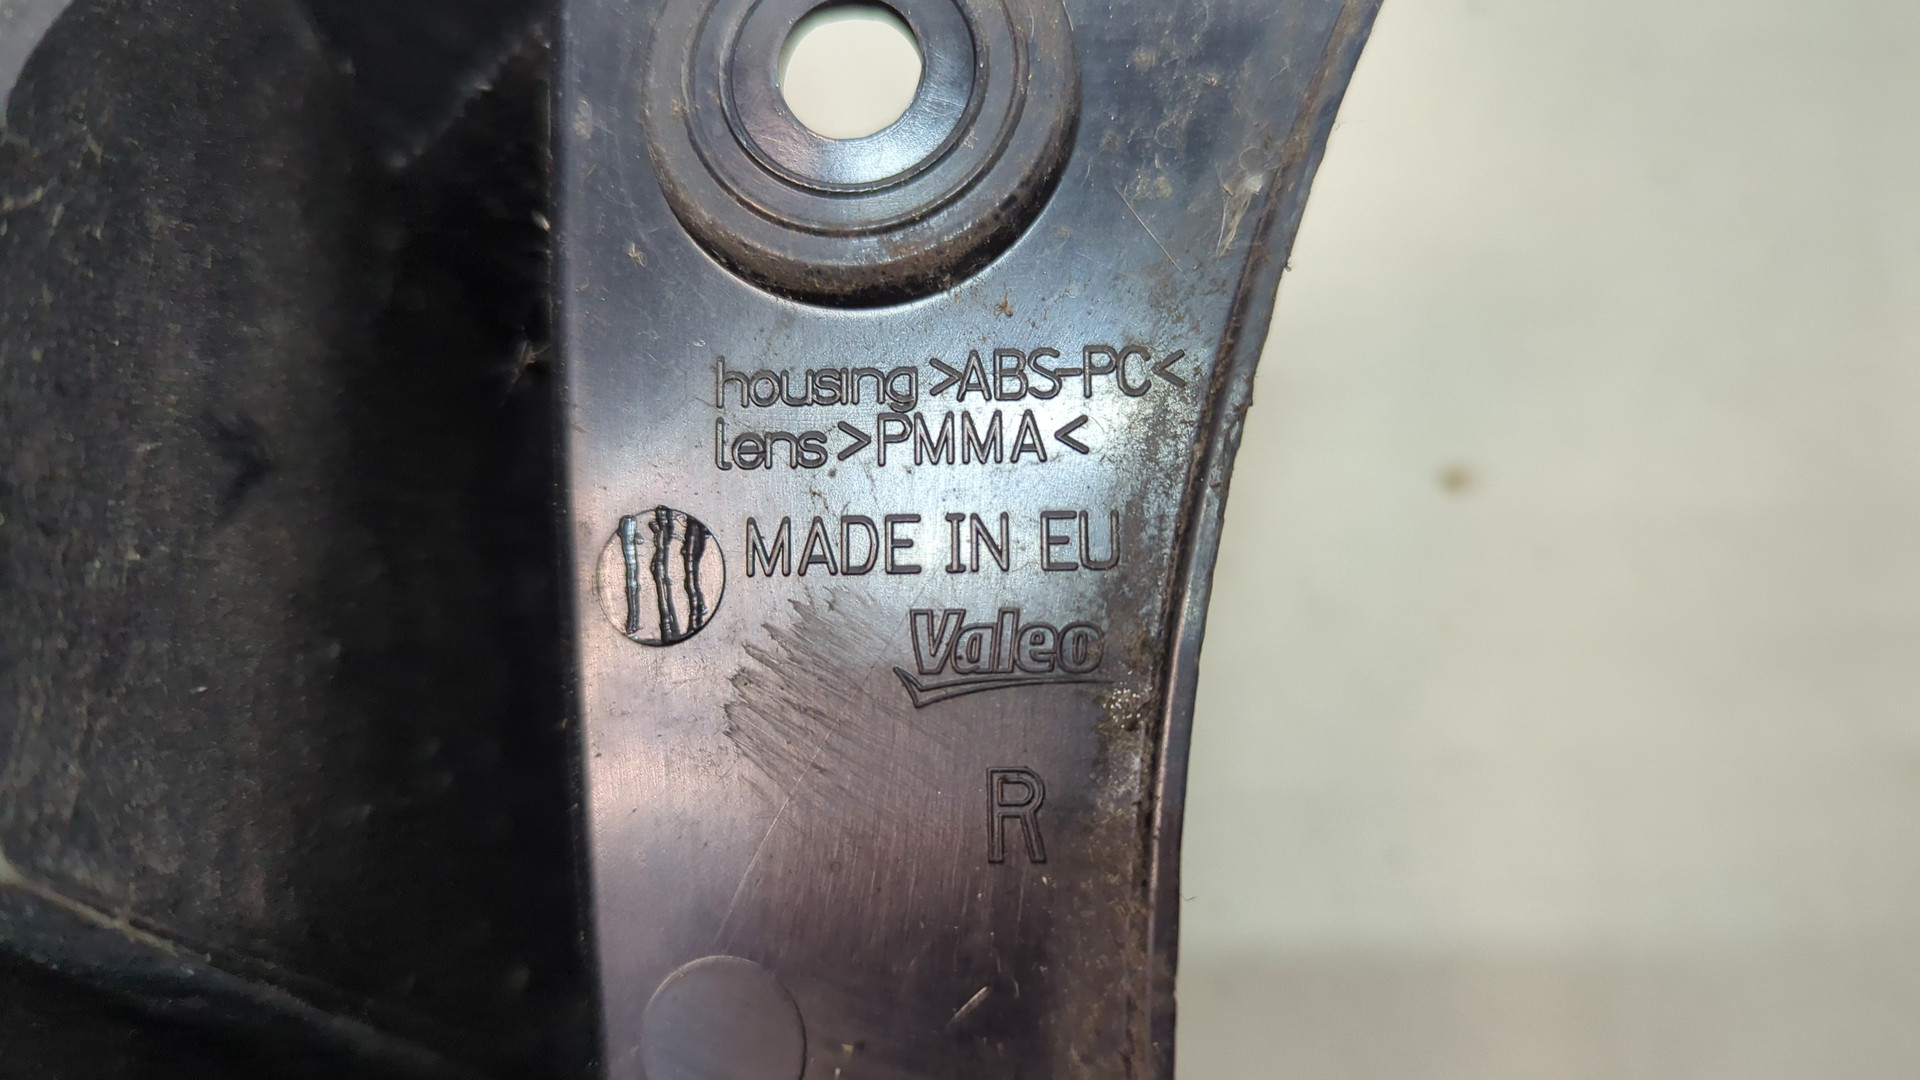 housing >ABS-PC<
lens >PMMA<
MADE IN EU
Valeo
R